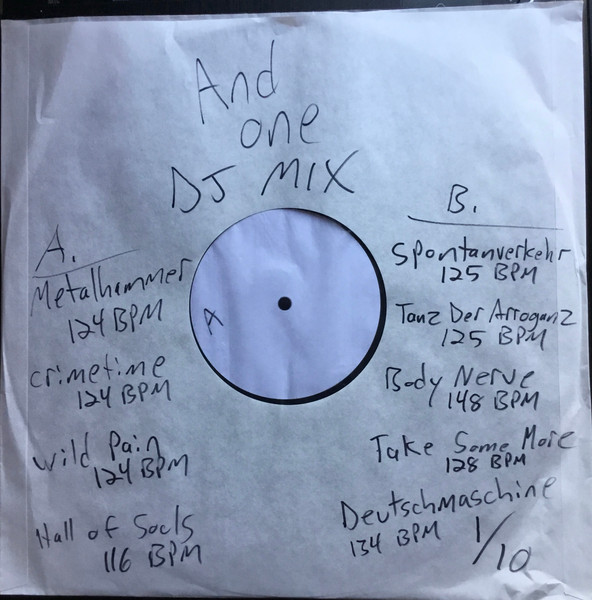 And
one
DJ MIX
A.
Metalhammer
124 BPM
crimetime
124 BPM
wild Pain
124 BPM
Hall of Souls
116 BPM
A
B.
Spontanverkehr
125 BPM
Tanz Der Arroganz
125 BPM
Body Nerve
148 BPM
Take Some More
128 BPM
Deutschmaschine
134 BPM
1/10